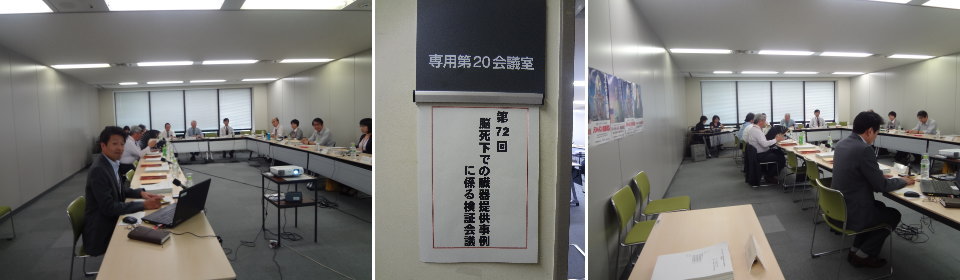 専用第20会議室
第72回
脳死下での臓器提供事例
に係る検証会議